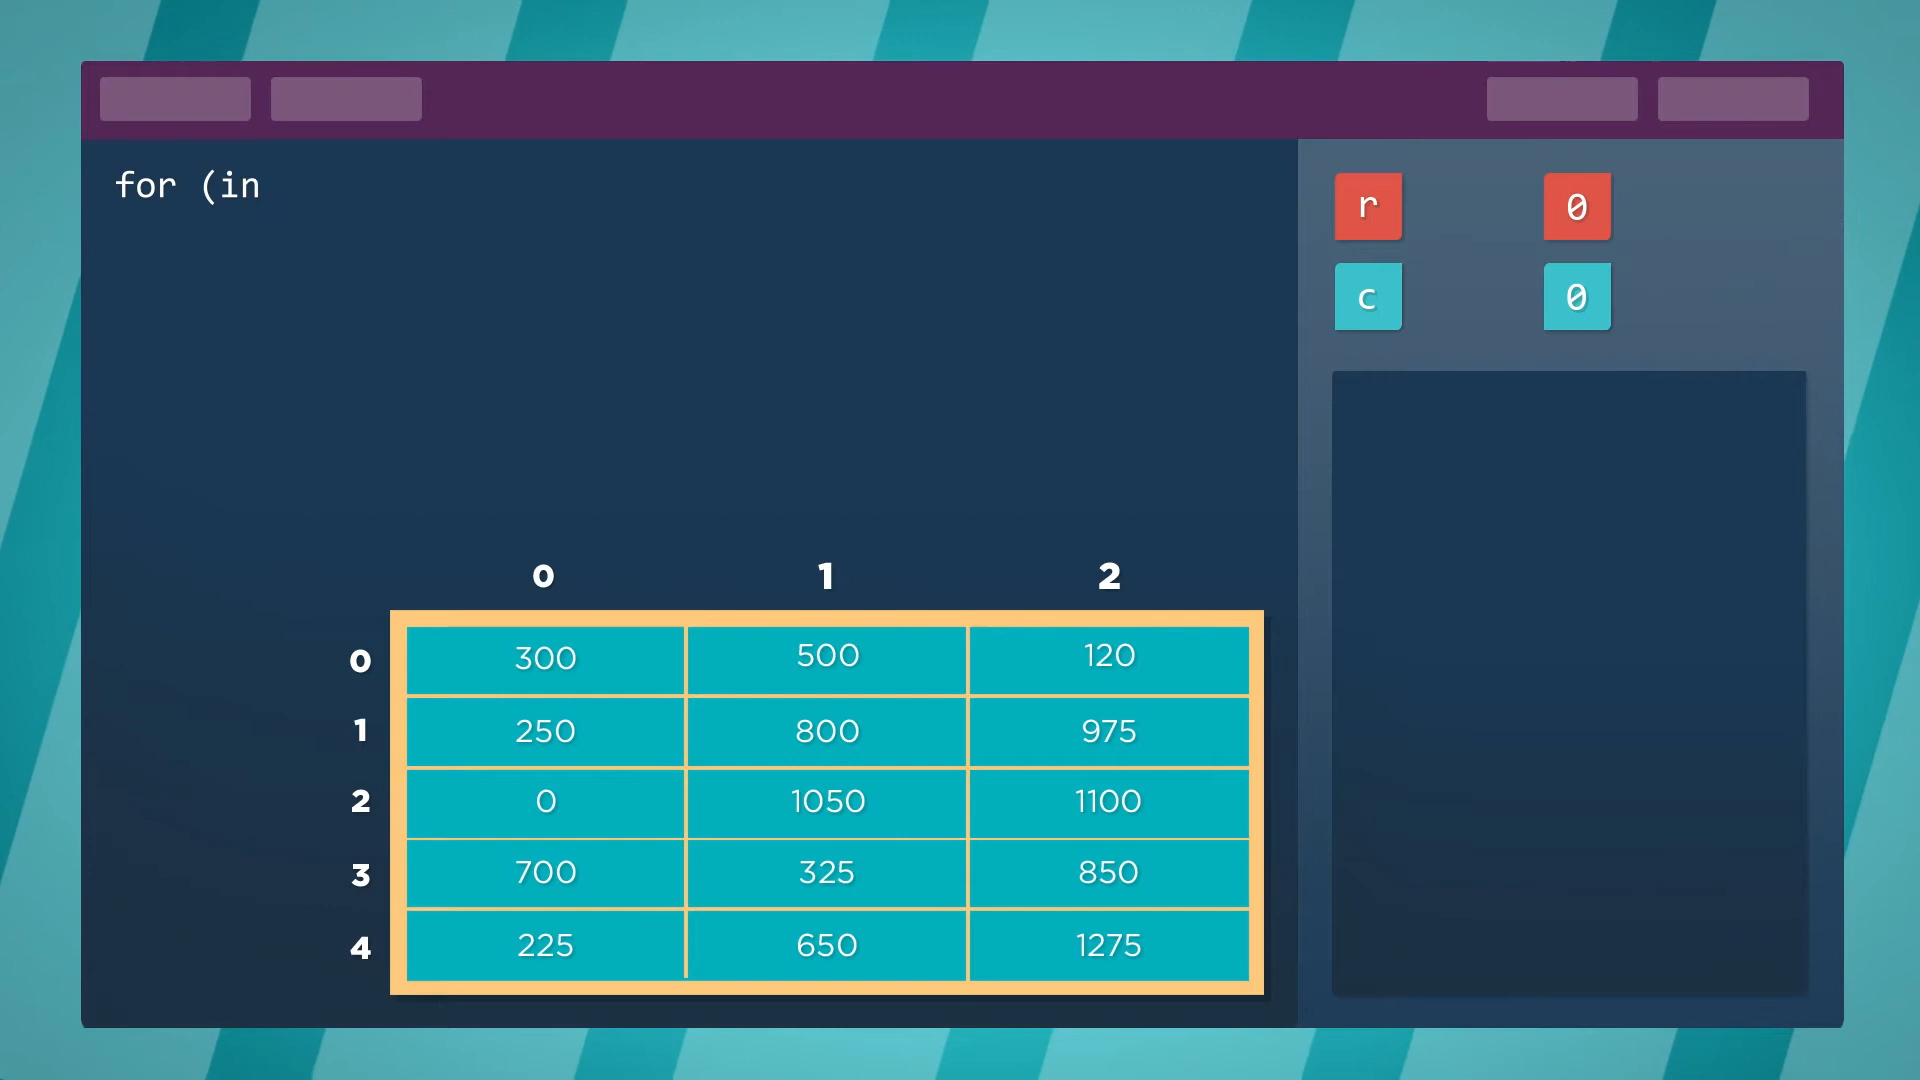 for (in
r 0
c 0
0 1 2
0 300 500 120
1 250 800 975
2 0 1050 1100
3 700 325 850
4 225 650 1275